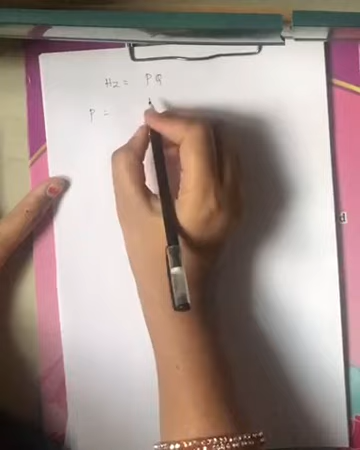 Hz = PQ
P =